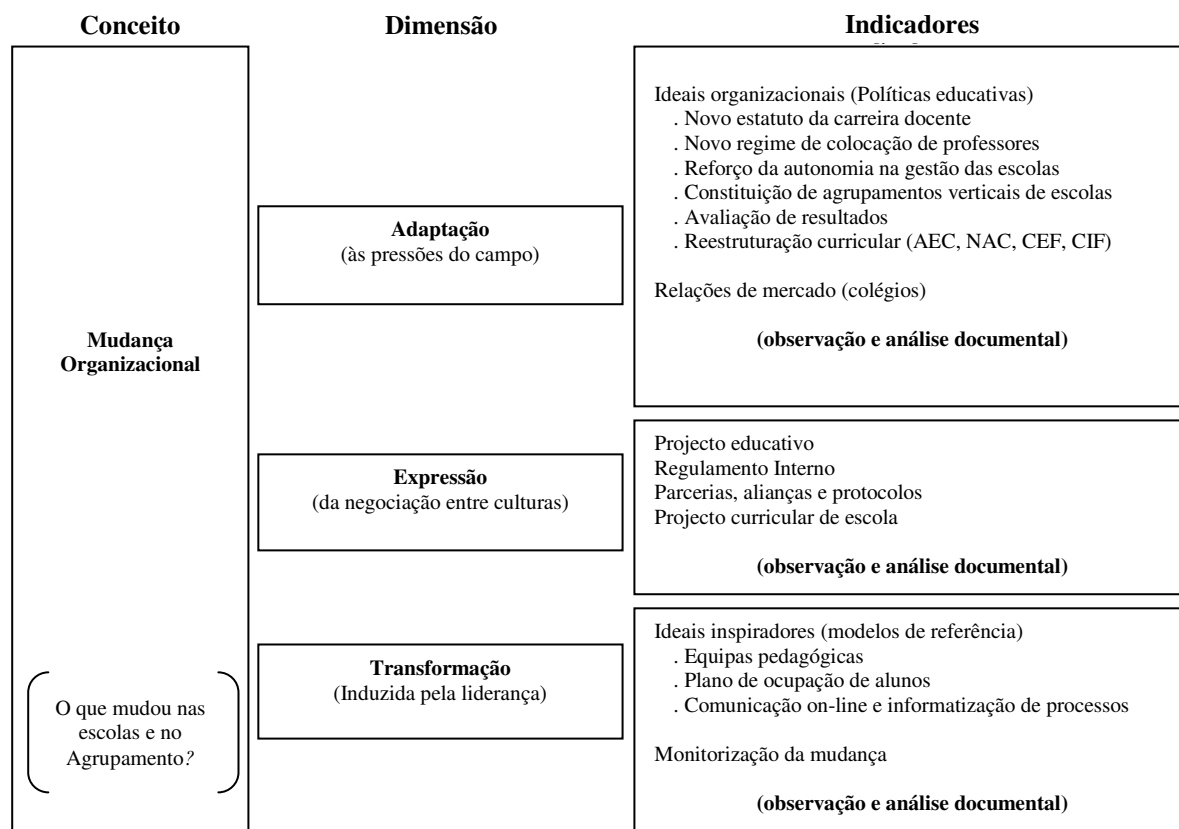 Conceito
Dimensão
Indicadores
Mudança
Organizacional
O que mudou nas
escolas e no
Agrupamento?
Adaptação
(às pressões do campo)
Ideais organizacionais (Políticas educativas)
. Novo estatuto da carreira docente
. Novo regime de colocação de professores
. Reforço da autonomia na gestão das escolas
. Constituição de agrupamentos verticais de escolas
. Avaliação de resultados
. Reestruturação curricular (AEC, NAC, CEF, CIF)
Relações de mercado (colégios)
(observação e análise documental)
Expressão
(da negociação entre culturas)
Projecto educativo
Regulamento Interno
Parcerias, alianças e protocolos
Projecto curricular de escola
(observação e análise documental)
Transformação
(Induzida pela liderança)
Ideais inspiradores (modelos de referência)
. Equipas pedagógicas
. Plano de ocupação de alunos
. Comunicação on-line e informatização de processos
Monitorização da mudança
(observação e análise documental)